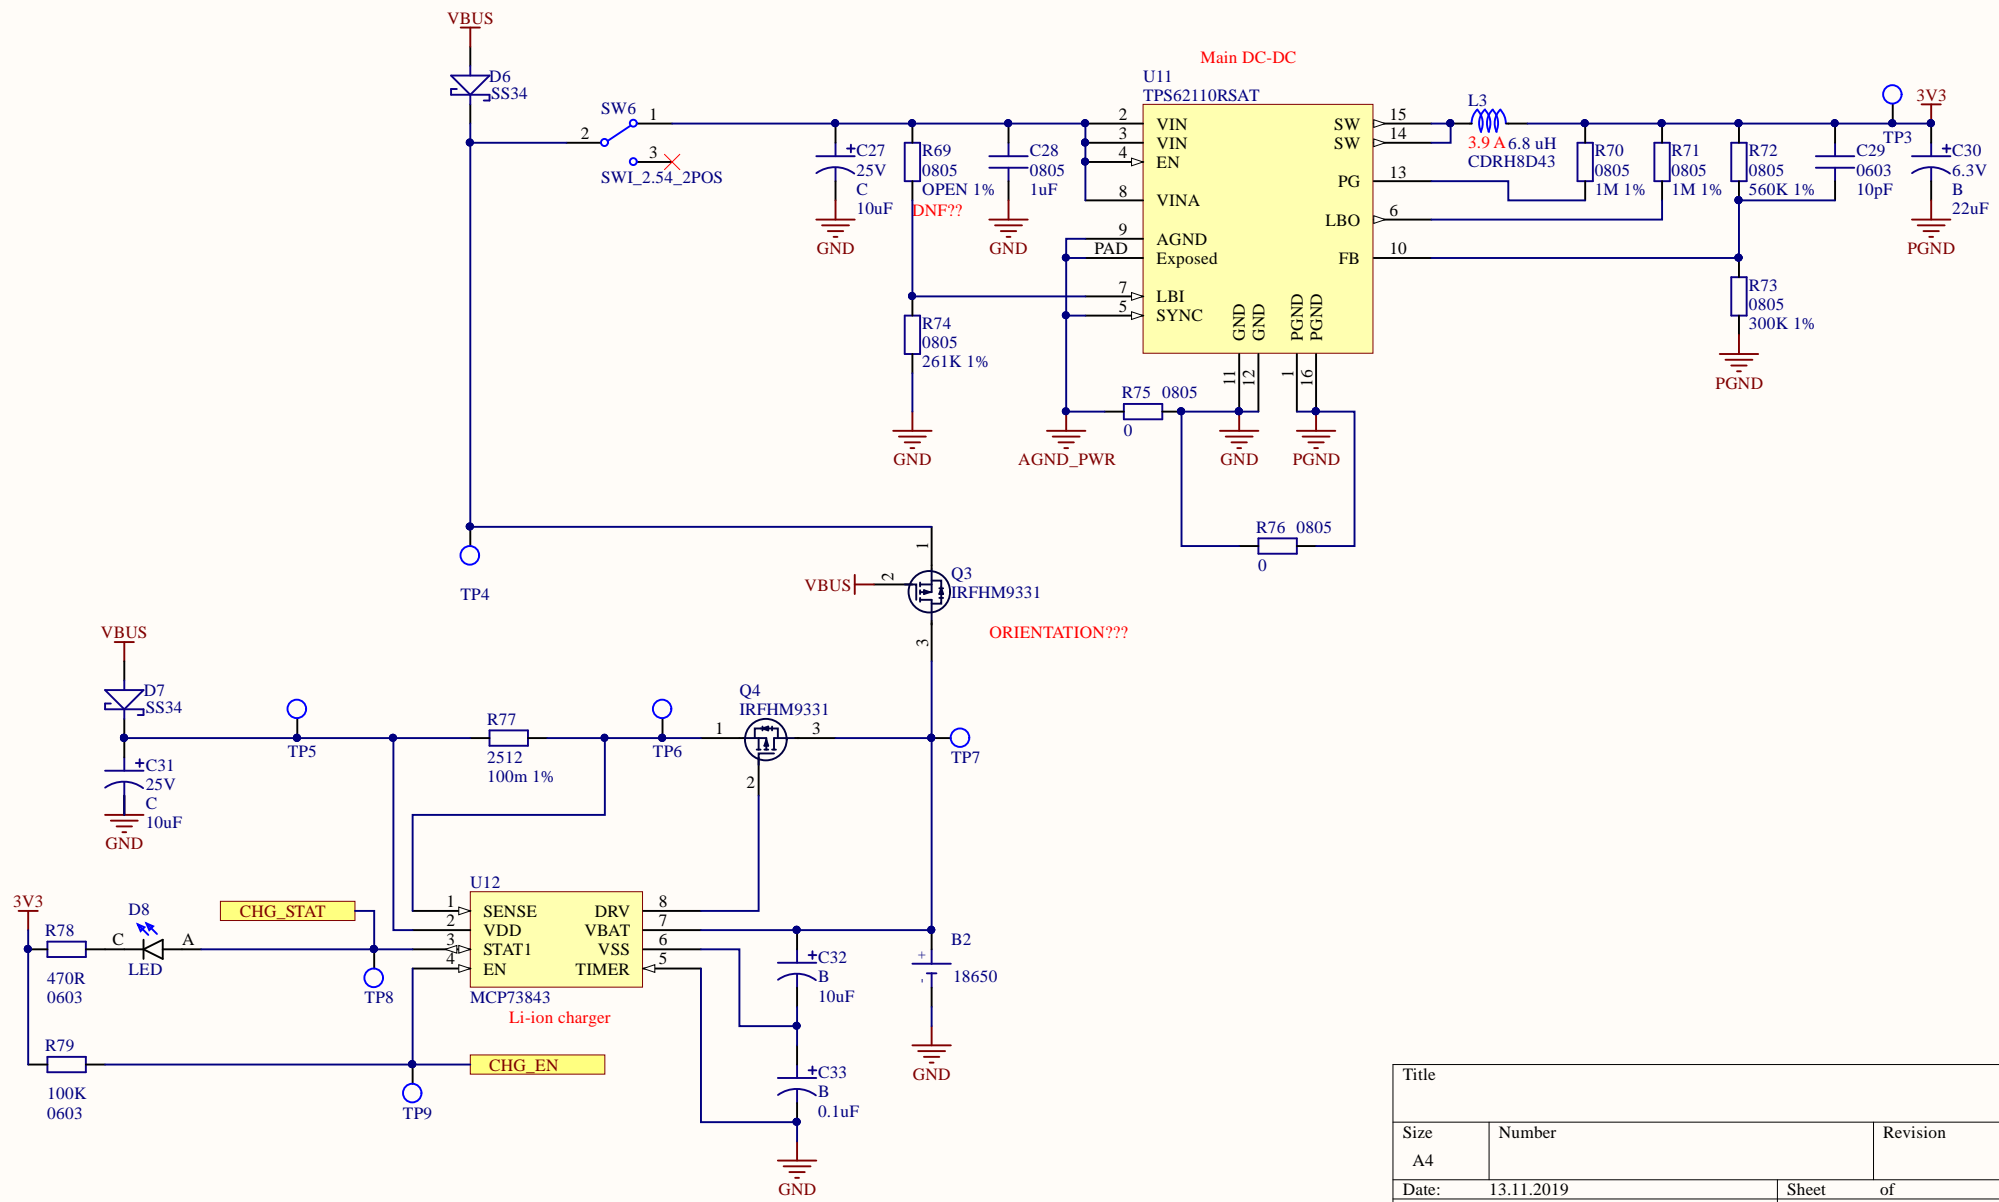 VBUS
D6
SS34
SW6
1
2
3
SWI_2.54_2POS
C27
25V
C
10uF
GND
R69
0805
OPEN 1%
DNF??
C28
0805
1uF
GND
R74
0805
261K 1%
GND
Main DC-DC
U11
TPS62110RSAT
2
VIN
3
VIN
4
EN
8
VINA
9
AGND
PAD
Exposed
7
LBI
5
SYNC
SW
15
SW
14
PG
13
LBO
6
FB
10
GND
GND
PGND
PGND
11
12
1
16
L3
3.9 A
6.8 uH
CDRH8D43
R70
0805
1M 1%
R71
0805
1M 1%
R72
0805
560K 1%
C29
0603
10pF
TP3
3V3
C30
6.3V
B
22uF
PGND
R73
0805
300K 1%
PGND
R75 0805
0
AGND_PWR
GND
PGND
R76 0805
0
TP4
1
VBUS
2
Q3
IRFHM9331
3
ORIENTATION???
VBUS
D7
SS34
TP5
C31
25V
C
10uF
GND
R77
2512
100m 1%
TP6
Q4
IRFHM9331
1
3
2
TP7
U12
1
SENSE
2
VDD
3
STAT1
4
EN
DRV
8
VBAT
7
VSS
6
TIMER
5
MCP73843
Li-ion charger
CHG_STAT
3V3
R78
470R
0603
D8
C
A
LED
TP8
R79
100K
0603
CHG_EN
TP9
C32
B
10uF
C33
B
0.1uF
GND
B2
+
-
18650
GND
Title
Size
Number
Revision
A4
Date:
13.11.2019
Sheet of